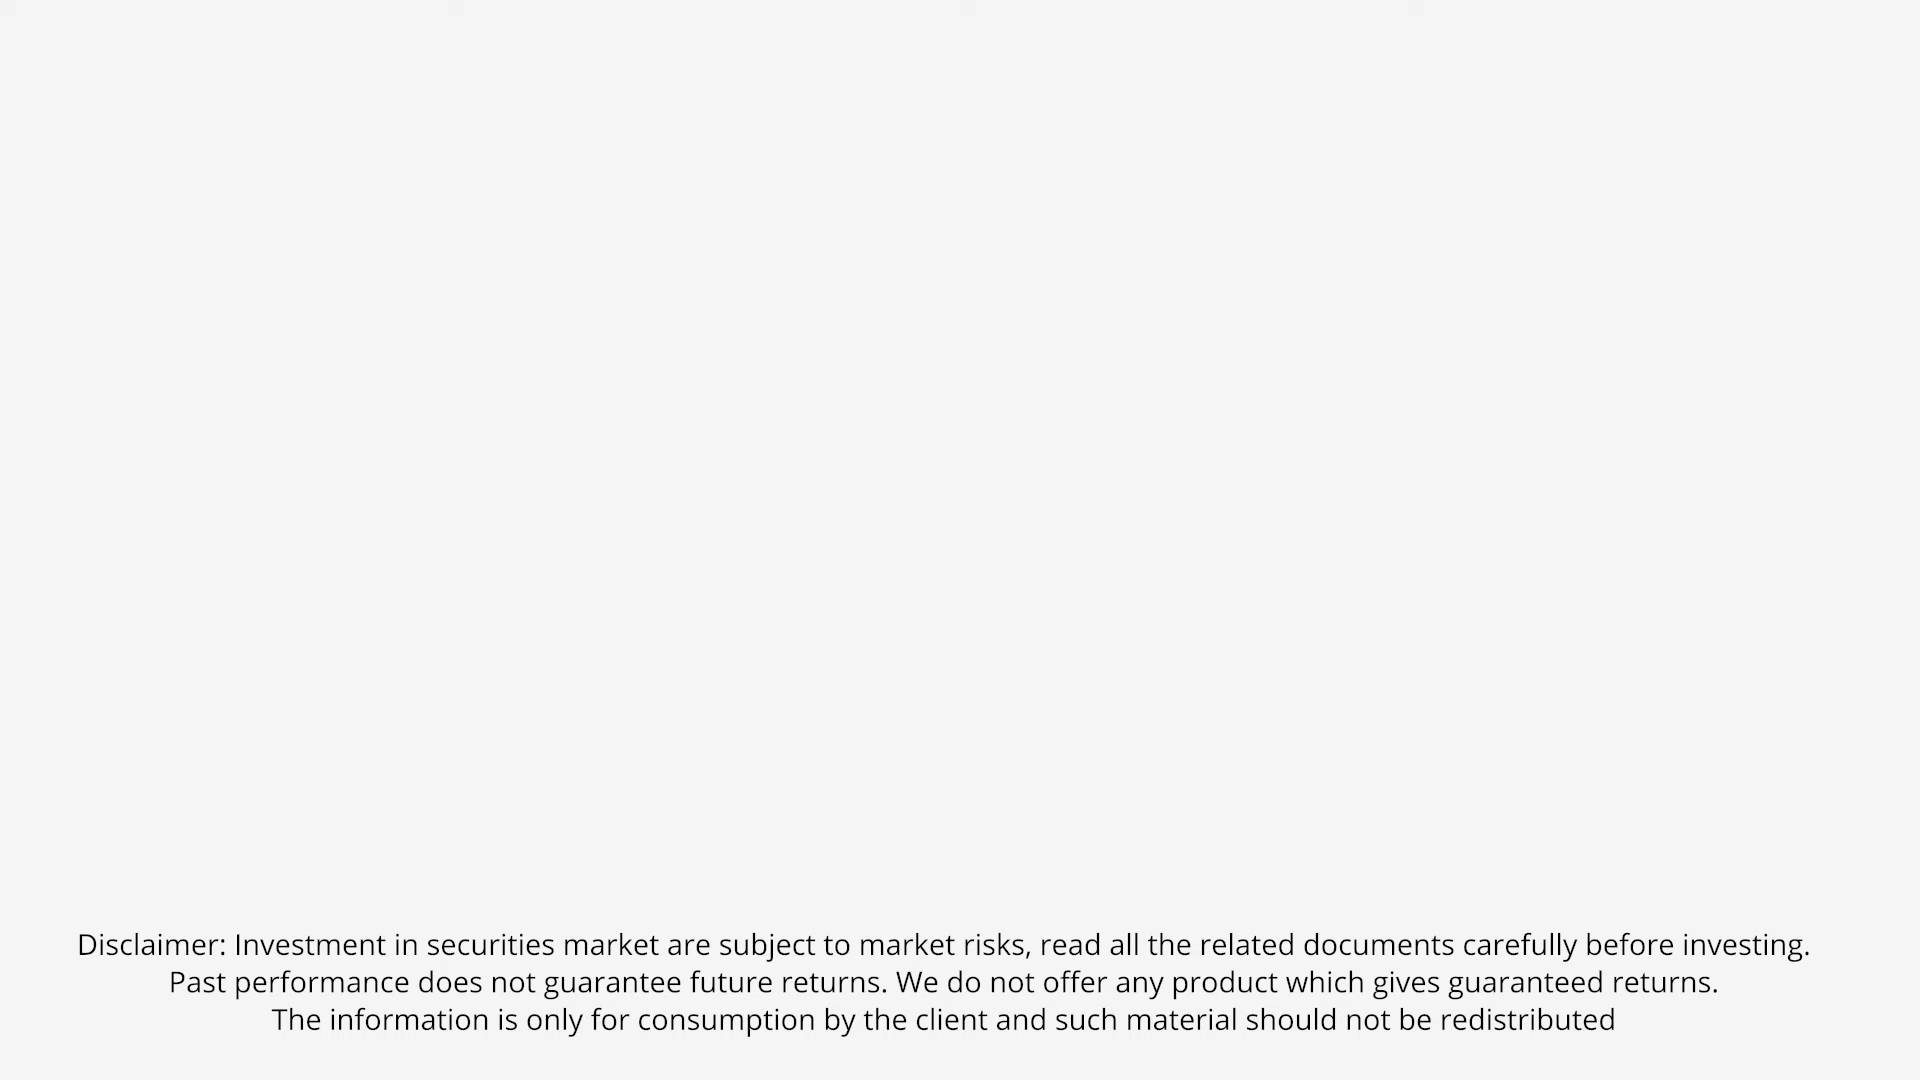 Disclaimer: Investment in securities market are subject to market risks, read all the related documents carefully before investing.
Past performance does not guarantee future returns. We do not offer any product which gives guaranteed returns.
The information is only for consumption by the client and such material should not be redistributed